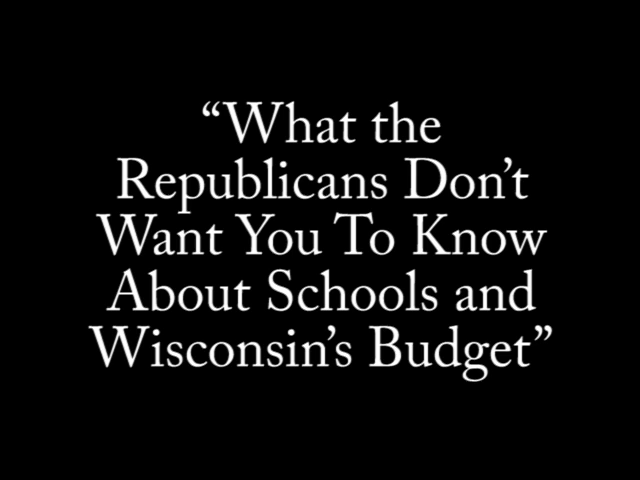 “What the
Republicans Don’t
Want You To Know
About Schools and
Wisconsin’s Budget”